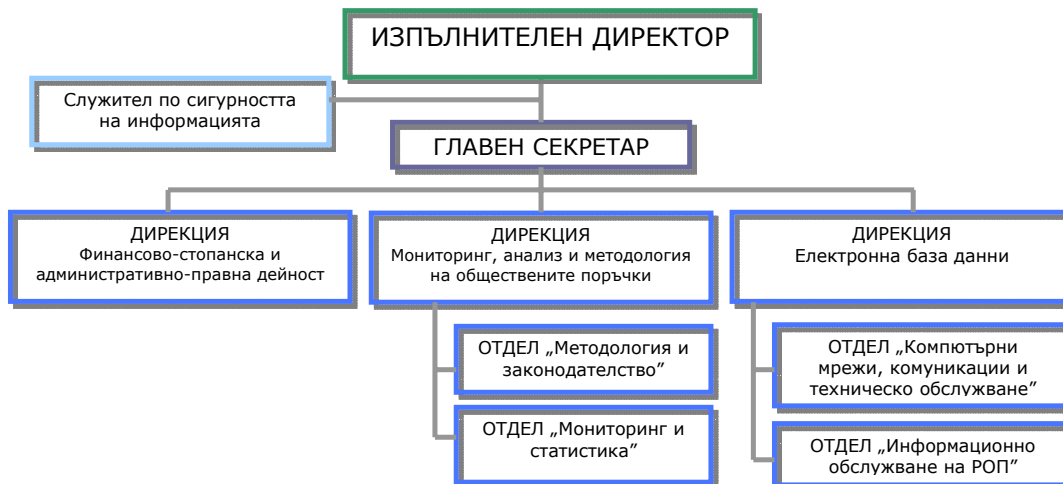 ИЗПЪЛНИТЕЛЕН ДИРЕКТОР
Служител по сигурността
на информацията
ГЛАВЕН СЕКРЕТАР
ДИРЕКЦИЯ
Финансово-стопанска и
административно-правна дейност
ДИРЕКЦИЯ
Мониторинг, анализ и методология
на обществените поръчки
ОТДЕЛ „Методология и
законодателство”
ОТДЕЛ „Мониторинг и
статистика”
ДИРЕКЦИЯ
Електронна база данни
ОТДЕЛ „Компютърни
мрежи, комуникации и
техническо обслужване”
ОТДЕЛ „Информационно
обслужване на РОП”